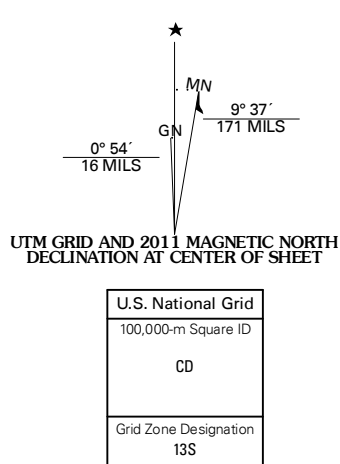 MN
9° 37´
171 MILS
GN
0° 54´
16 MILS
UTM GRID AND 2011 MAGNETIC NORTH
DECLINATION AT CENTER OF SHEET
U.S. National Grid
100,000-m Square ID
CD
Grid Zone Designation
13S